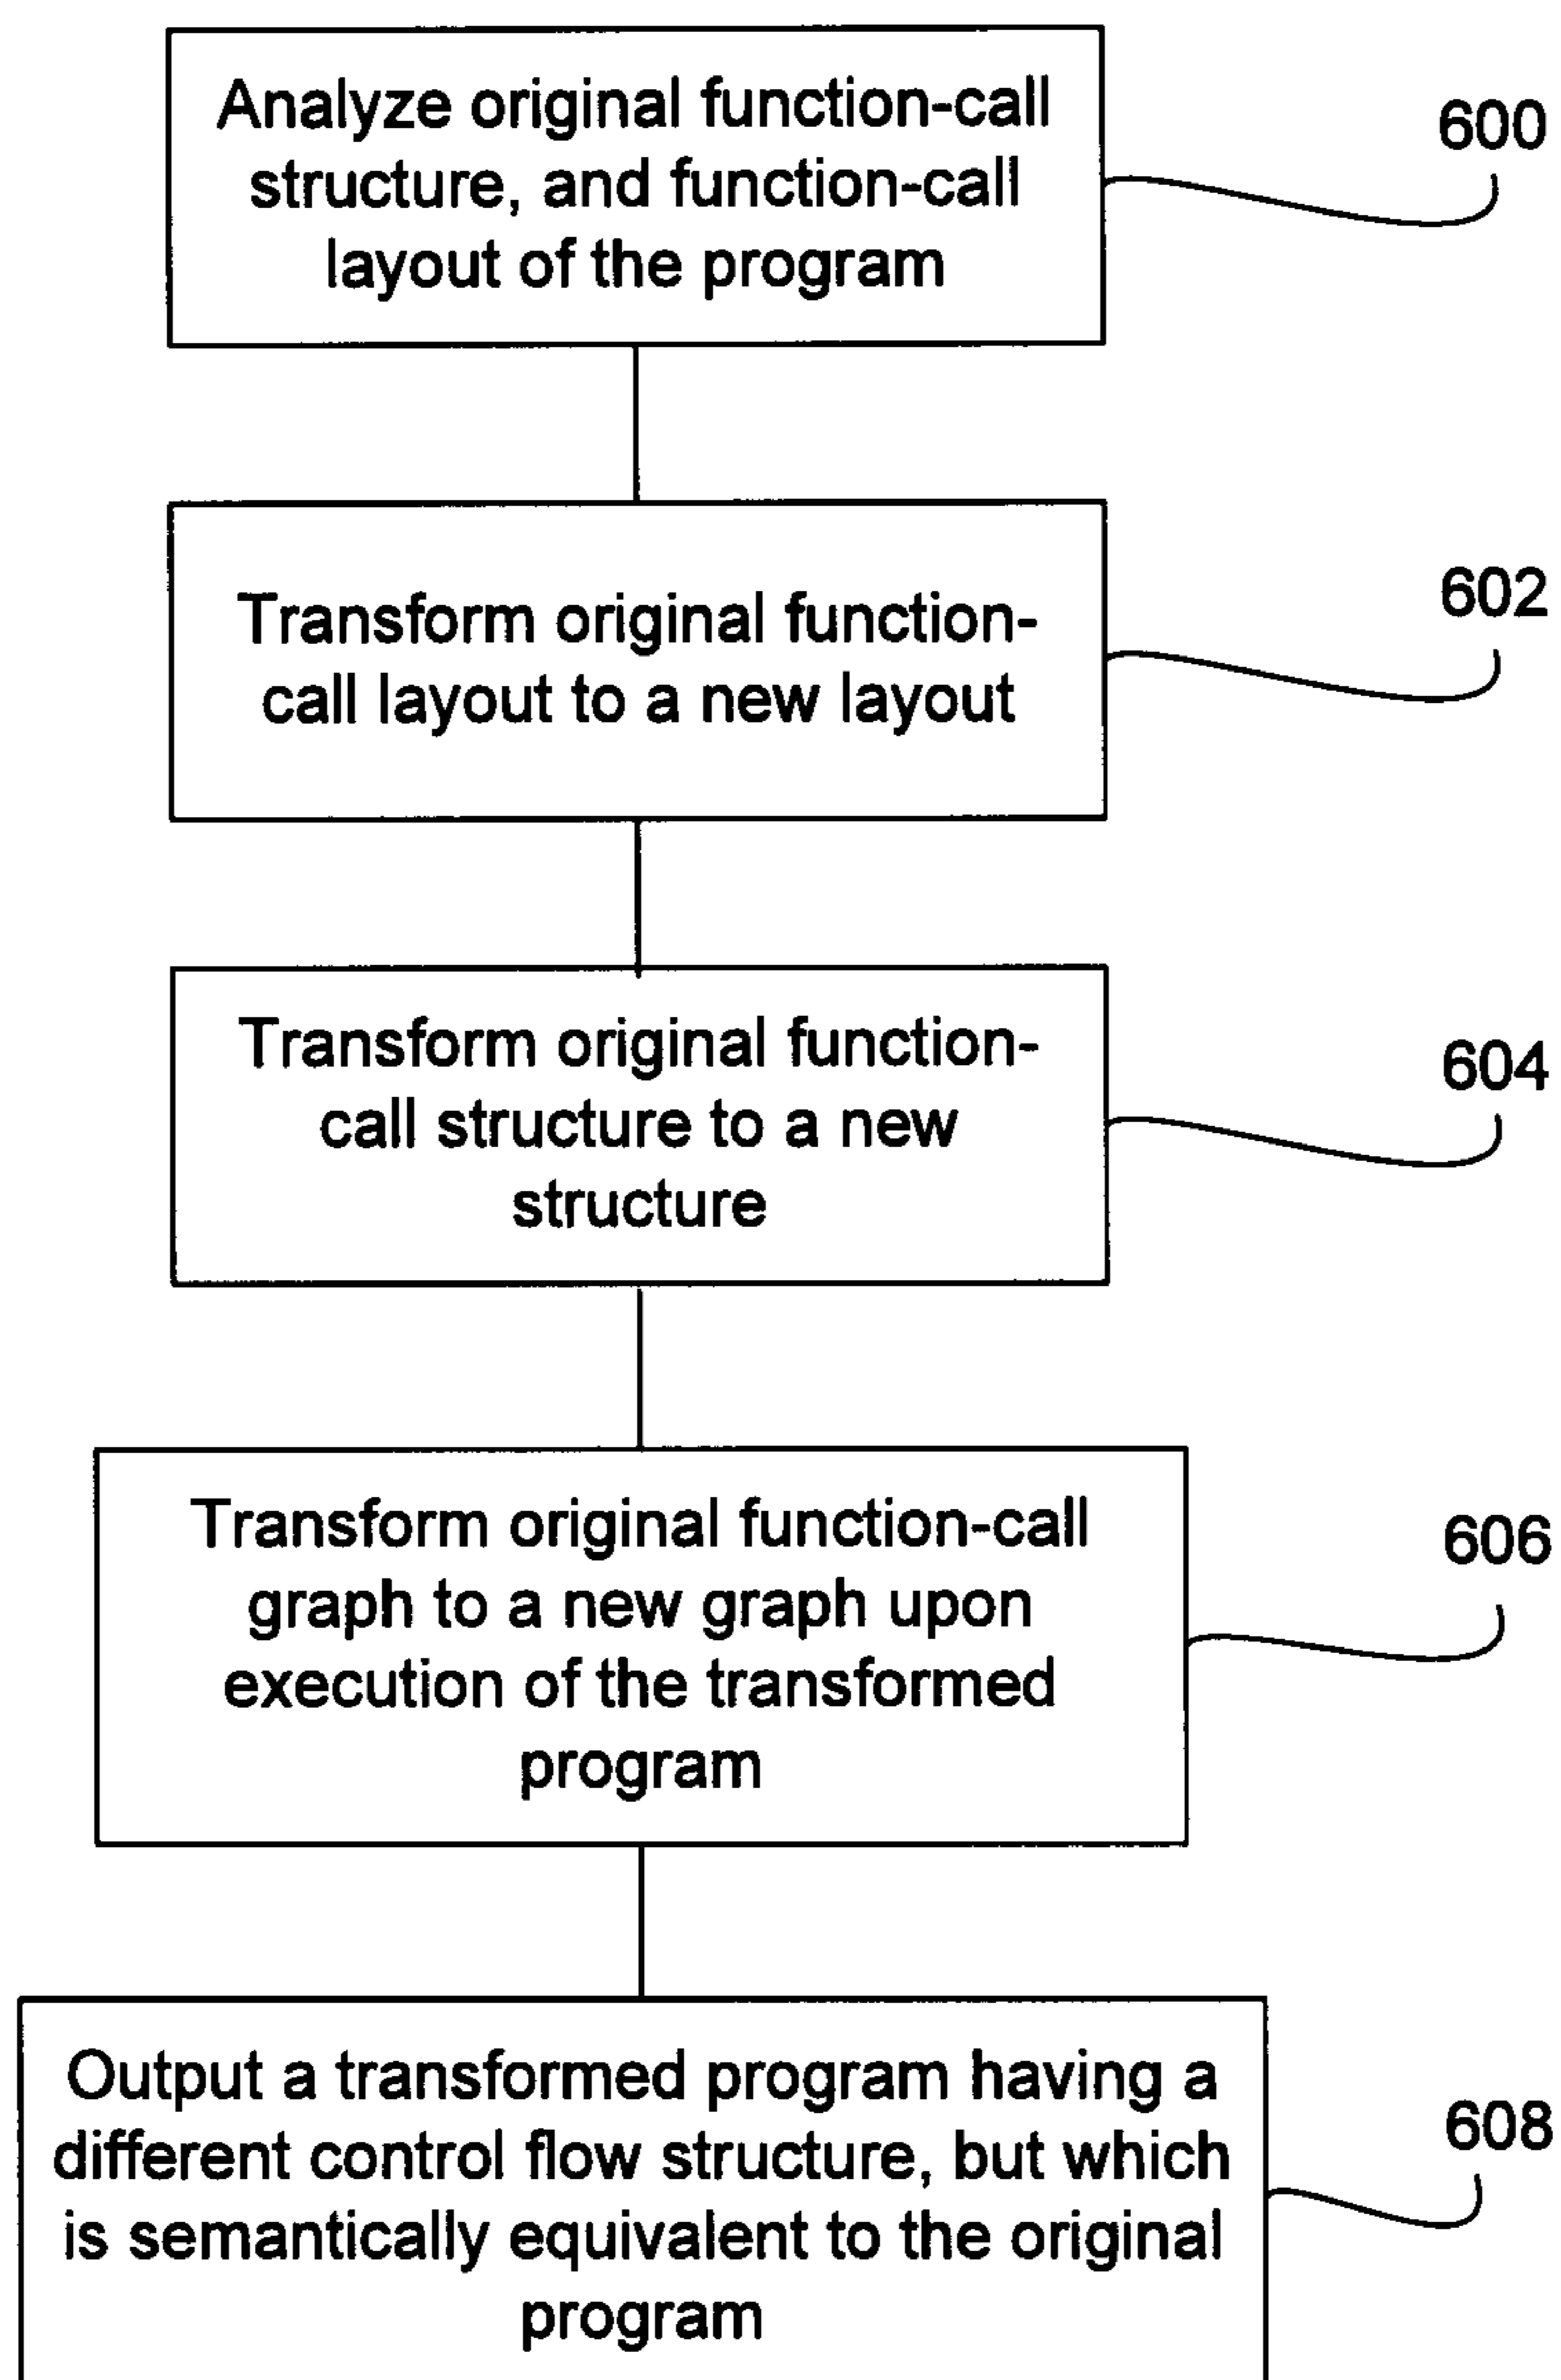 Analyze original function-call
structure, and function-call
layout of the program
600
Transform original function-
call layout to a new layout
602
Transform original function-
call structure to a new
structure
604
Transform original function-call
graph to a new graph upon
execution of the transformed
program
606
Output a transformed program having a
different control flow structure, but which
is semantically equivalent to the original
program
608